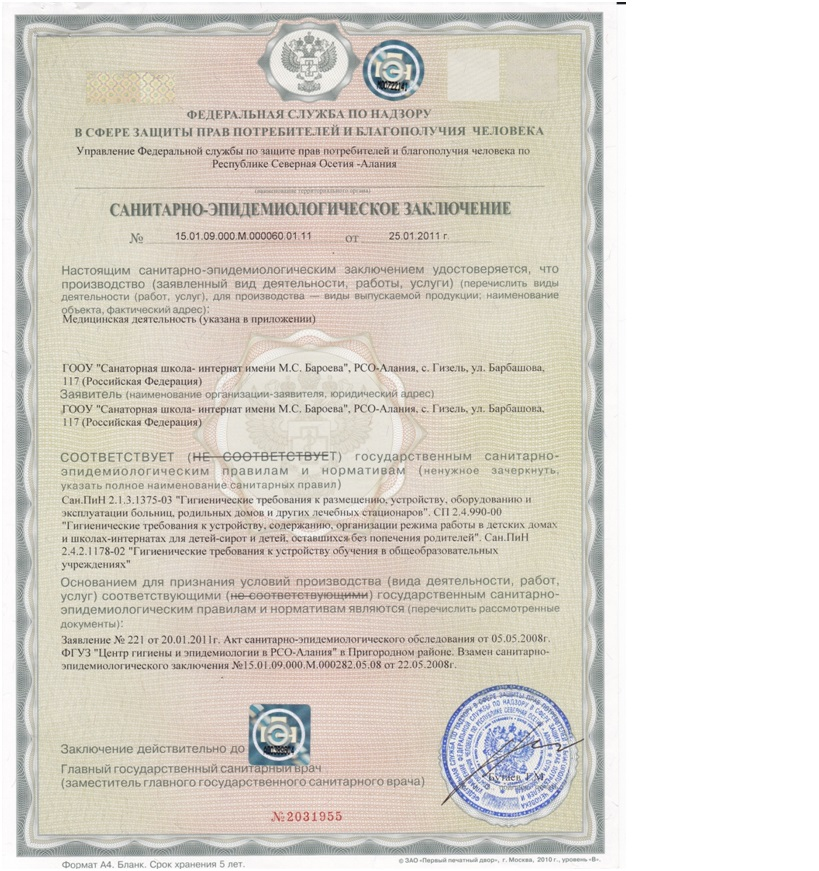 ФЕДЕРАЛЬНАЯ СЛУЖБА ПО НАДЗОРУ
В СФЕРЕ ЗАЩИТЫ ПРАВ ПОТРЕБИТЕЛЕЙ И БЛАГОПОЛУЧИЯ ЧЕЛОВЕКА
Управление Федеральной службы по защите прав потребителей и благополучия человека по
Республике Северная Осетия -Алания
(наименование территориального органа)
САНИТАРНО-ЭПИДЕМИОЛОГИЧЕСКОЕ ЗАКЛЮЧЕНИЕ
№ 15.01.09.000.М.000060.01.11 от 25.01.2011 г.
Настоящим санитарно-эпидемиологическим заключением удостоверяется, что
производство (заявленный вид деятельности, работы, услуги) (перечислить виды
деятельности (работ, услуг), для производства — виды выпускаемой продукции; наименование
объекта, фактический адрес):
Медицинская деятельность (указана в приложении)
ГООУ "Санаторная школа- интернат имени М.С. Бароева", РСО-Алания, с. Гизель, ул. Барбашова,
117 (Российская Федерация)
Заявитель (наименование организации-заявителя, юридический адрес)
ГООУ "Санаторная школа- интернат имени М.С. Бароева", РСО-Алания, с. Гизель, ул. Барбашова,
117 (Российская Федерация)
СООТВЕТСТВУЕТ (НЕ СООТВЕТСТВУЕТ) государственным санитарно-
эпидемиологическим правилам и нормативам (ненужное зачеркнуть,
указать полное наименование санитарных правил)
Сан.ПиН 2.1.3.1375-03 "Гигиенические требования к размещению, устройству, оборудованию и
эксплуатации больниц, родильных домов и других лечебных стационаров". СП 2.4.990-00
"Гигиенические требования к устройству, содержанию, организации режима работы в детских домах
и школах-интернатах для детей-сирот и детей, оставшихся без попечения родителей". Сан.ПиН
2.4.2.1178-02 "Гигиенические требования к устройству обучения в общеобразовательных
учреждениях"
Основанием для признания условий производства (вида деятельности, работ,
услуг) соответствующими (не соответствующими) государственным санитарно-
эпидемиологическим правилам и нормативам являются (перечислить рассмотренные
документы):
Заявление № 221 от 20.01.2011г. Акт санитарно-эпидемиологического обследования от 05.05.2008г.
ФГУЗ "Центр гигиены и эпидемиологии в РСО-Алания" в Пригородном районе. Взамен санитарно-
эпидемиологического заключения №15.01.09.000.М.000282.05.08 от 22.05.2008г.
Заключение действительно до
Главный государственный санитарный врач
(заместитель главного государственного санитарного врача)
Бутаев Т.М.
№2031955
Формат А4. Бланк. Срок хранения 5 лет.
© ЗАО «Первый печатный двор», г. Москва, 2010 г., уровень «В».